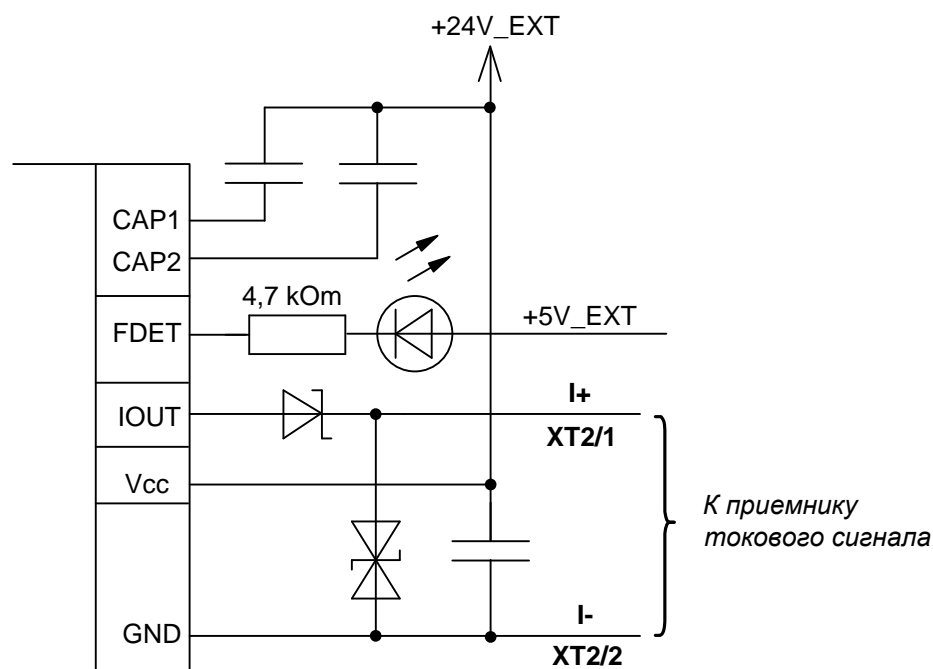 +24V_EXT
CAP1
CAP2
4,7 kOm
FDET
+5V_EXT
IOUT
I+
XT2/1
Vcc
К приемнику
токового сигнала
I-
GND
XT2/2